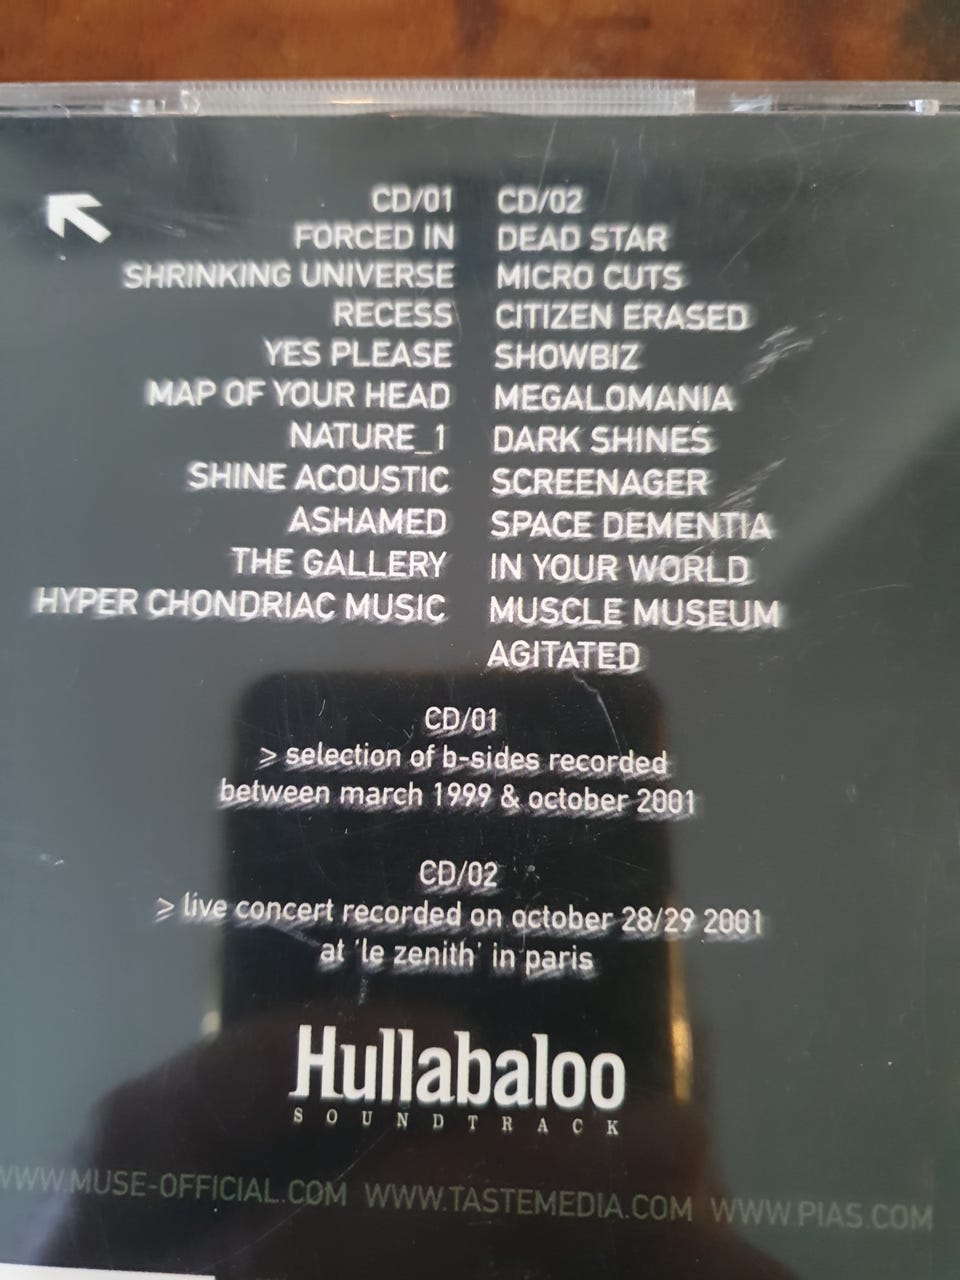 CD/01
FORCED IN
SHRINKING UNIVERSE
RECESS
YES PLEASE
MAP OF YOUR HEAD
NATURE_1
SHINE ACOUSTIC
ASHAMED
THE GALLERY
HYPER CHONDRIAC MUSIC
CD/02
DEAD STAR
MICRO CUTS
CITIZEN ERASED
SHOWBIZ
MEGALOMANIA
DARK SHINES
SCREENAGER
SPACE DEMENTIA
IN YOUR WORLD
MUSCLE MUSEUM
AGITATED
CD/01
> selection of b-sides recorded
between march 1999 & october 2001
CD/02
> live concert recorded on october 28/29 2001
at 'le zenith' in paris
Hullabaloo
SOUNDTRACK
WWW.MUSE-OFFICIAL.COM WWW.TASTEMEDIA.COM WWW.PIAS.COM